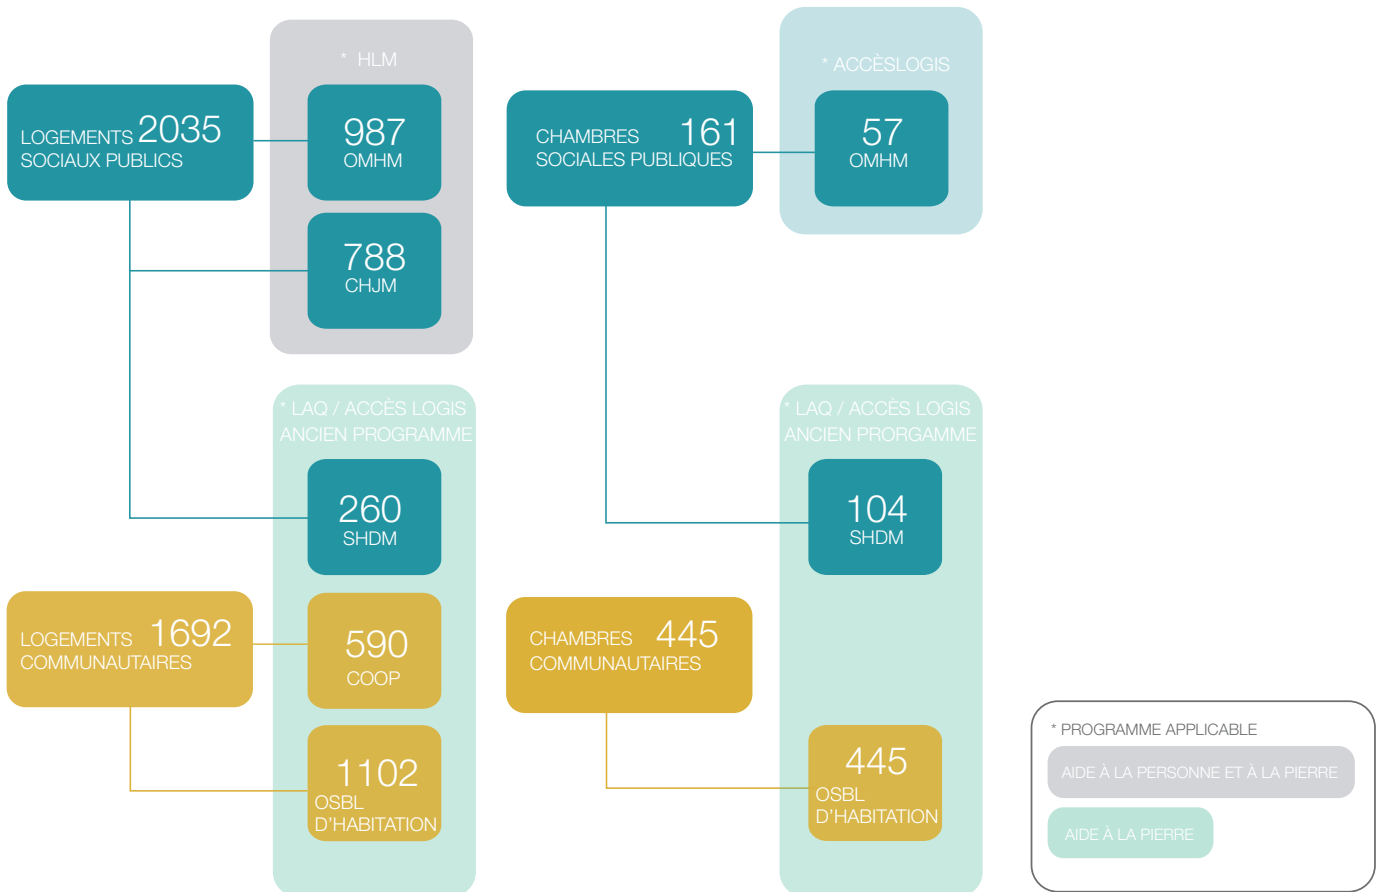 * HLM
LOGEMENTS 2035
SOCIAUX PUBLICS
987
OMHM
788
CHJM
* LAQ / ACCÈS LOGIS
ANCIEN PROGRAMME
260
SHDM
LOGEMENTS 1692
COMMUNAUTAIRES
590
COOP
1102
OSBL
D'HABITATION
* ACCÈSLOGIS
CHAMBRES 161
SOCIALES PUBLIQUES
57
OMHM
* LAQ / ACCÈS LOGIS
ANCIEN PRORGAMME
104
SHDM
CHAMBRES 445
COMMUNAUTAIRES
445
OSBL
D'HABITATION
* PROGRAMME APPLICABLE
AIDE À LA PERSONNE ET À LA PIERRE
AIDE À LA PIERRE